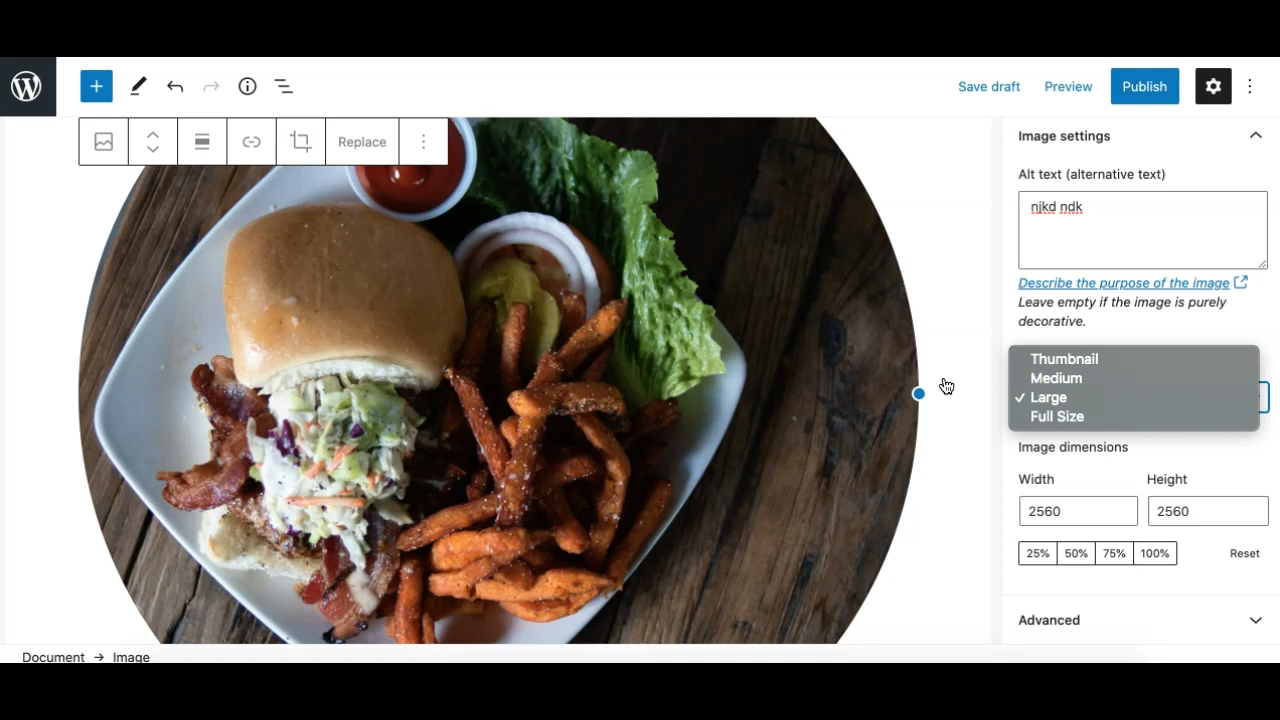 Save draft
Preview
Publish
Replace
Image settings
Alt text (alternative text)
njkd ndk
Describe the purpose of the image
Leave empty if the image is purely
decorative.
Thumbnail
Medium
✓ Large
Full Size
Image dimensions
Width Height
2560 2560
25% 50% 75% 100% Reset
Advanced
Document → Image